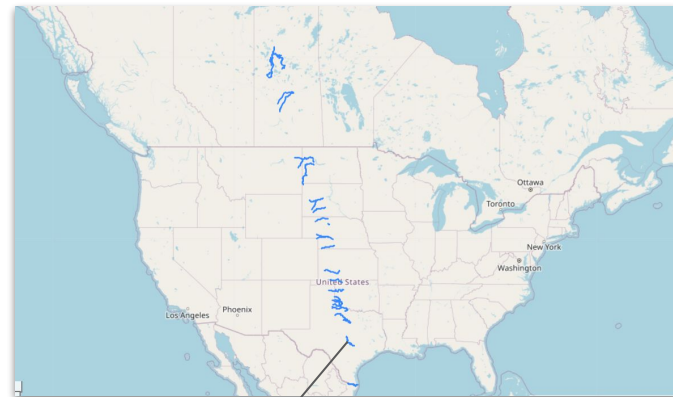 Ottawa
Toronto
New York
Washington
United States
Phoenix
Los Angeles